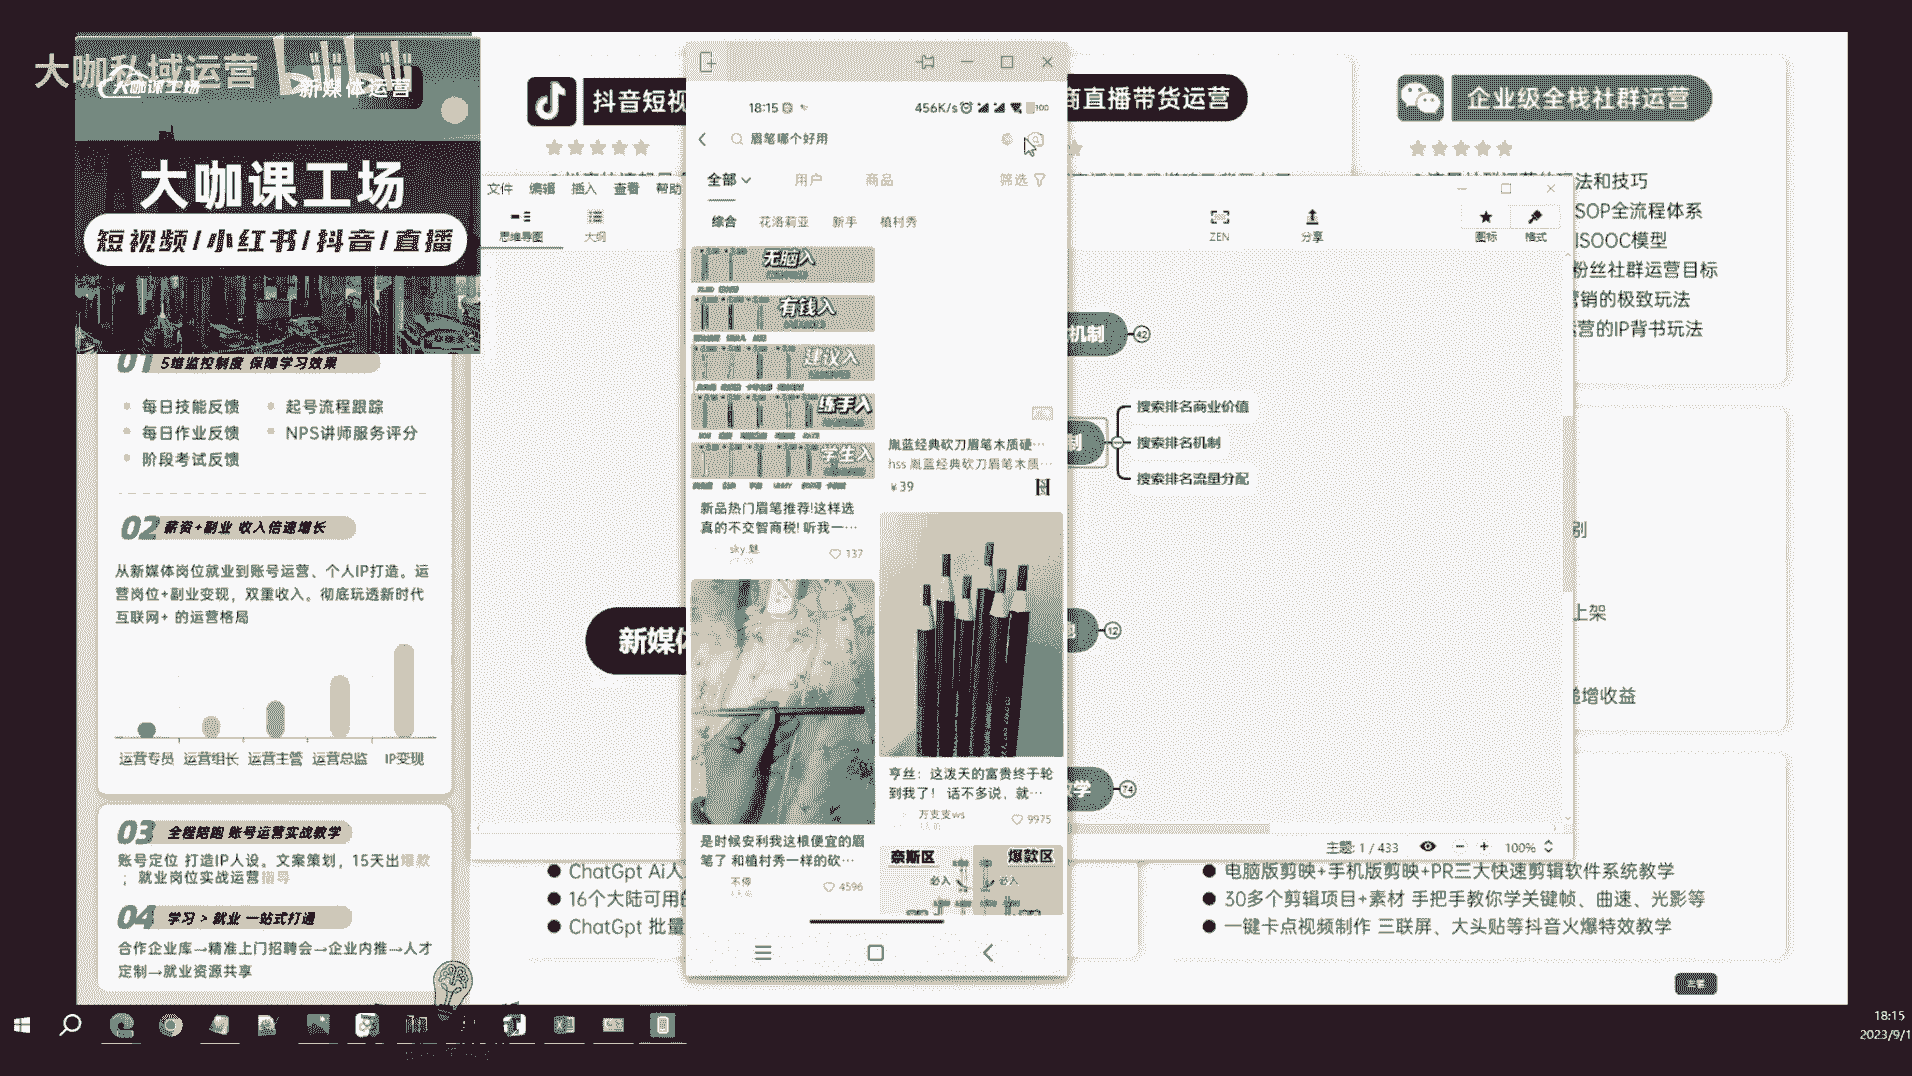 大咖私域运营
bilibili
大咖课工场
新媒体运营
大咖课工场
短视频/小红书/抖音/直播
01 5维监控制度 保障学习效果
每日技能反馈
起号流程跟踪
每日作业反馈
NPS讲师服务评分
阶段考试反馈
02 薪资+副业 收入倍速增长
从新媒体岗位就业到账号运营、个人IP打造。运
营岗位+副业变现，双重收入。彻底玩透新时代
互联网+ 的运营格局
运营专员 运营组长 运营主管 运营总监 IP变现
03 全程陪跑 账号运营实战教学
账号定位 打造IP人设。文案策划，15天出爆款
；就业岗位实战运营指导
04 学习 > 就业 一站式打通
合作企业库→精准上门招聘会→企业内推→人才
定制→就业资源共享
抖音短视
商直播带货运营
企业级全栈社群运营
法和技巧
SOP全流程体系
ISOOC模型
粉丝社群运营目标
营销的极致玩法
运营的IP背书玩法
别
上架
递增收益
文件 编辑 插入 查看 帮助
思维导图
大纲
ZEN
分享
图标
格式
机制 42
制
搜索排名商业价值
搜索排名机制
搜索排名流量分配
新媒体
12
学 74
主题: 1 / 433
100%
18:15
456K/s
100
眉笔哪个好用
全部
用户
商品
筛选
综合
花洛莉亚
新手
植村秀
无脑入
有钱入
建议入
练手入
学生入
新品热门眉笔推荐!这样选
真的不交智商税! 听我一…
sky.魅
137
胤蓝经典砍刀眉笔木质硬…
hss 胤蓝经典砍刀眉笔木质…
¥39
亨丝：这泼天的富贵终于轮
到我了！ 话不多说，就…
万支支ws
9975
是时候安利我这根便宜的眉
笔了 和植村秀一样的砍…
不停
4596
奈斯区
爆款区
必入
必入
ChatGpt Ai人
16个大陆可用的
ChatGpt 批量
电脑版剪映+手机版剪映+PR三大快速剪辑软件系统教学
30多个剪辑项目+素材 手把手教你学关键帧、曲速、光影等
一键卡点视频制作 三联屏、大头贴等抖音火爆特效教学
18:15
2023/9/1